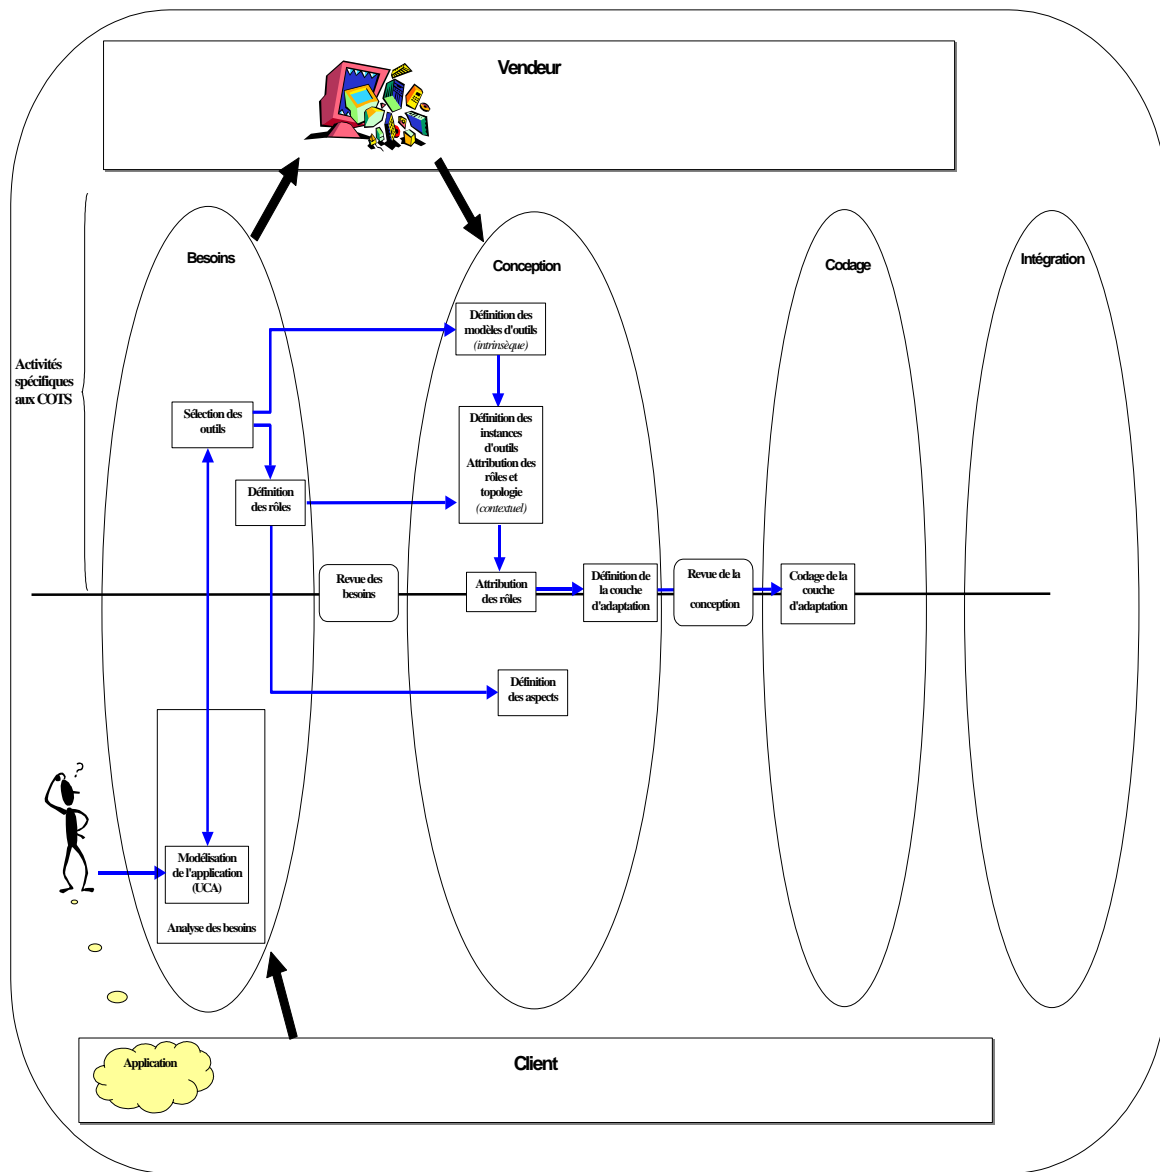 Vendeur
Besoins
Conception
Codage
Intégration
Définition des
modèles d'outils
(intrinsèque)
Activités
spécifiques
aux COTS
Sélection des
outils
Définition des
instances
d'outils
Attribution des
rôles et
topologie
(contextuel)
Définition
des rôles
Revue des
besoins
Attribution
des rôles
Définition de
la couche
d'adaptation
Revue de la
conception
Codage de la
couche
d'adaptation
Définition
des aspects
?
Modélisation
de l'application
(UCA)
Analyse des besoins
Application
Client